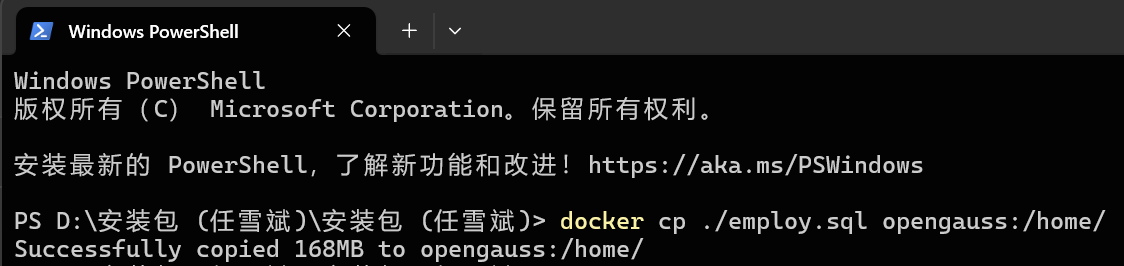 Windows PowerShell
Windows PowerShell
版权所有（C） Microsoft Corporation。保留所有权利。
安装最新的 PowerShell，了解新功能和改进！https://aka.ms/PSWindows
PS D:\安装包（任雪斌)\安装包（任雪斌)> docker cp ./employ.sql opengauss:/home/
Successfully copied 168MB to opengauss:/home/